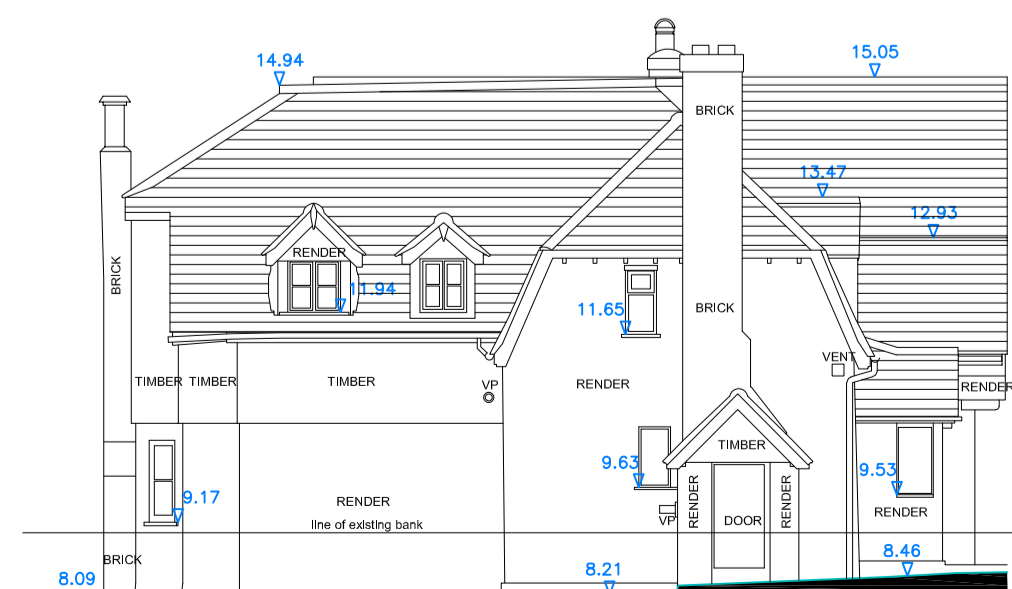 14.94
15.05
BRICK
13.47
12.93
RENDER
BRICK
11.94
11.65
BRICK
VENT
TIMBER
TIMBER
TIMBER
VP
RENDER
RENDER
TIMBER
9.63
9.53
9.17
RENDER
RENDER
RENDER
RENDER
VP
DOOR
line of existing bank
8.46
BRICK
8.21
8.09